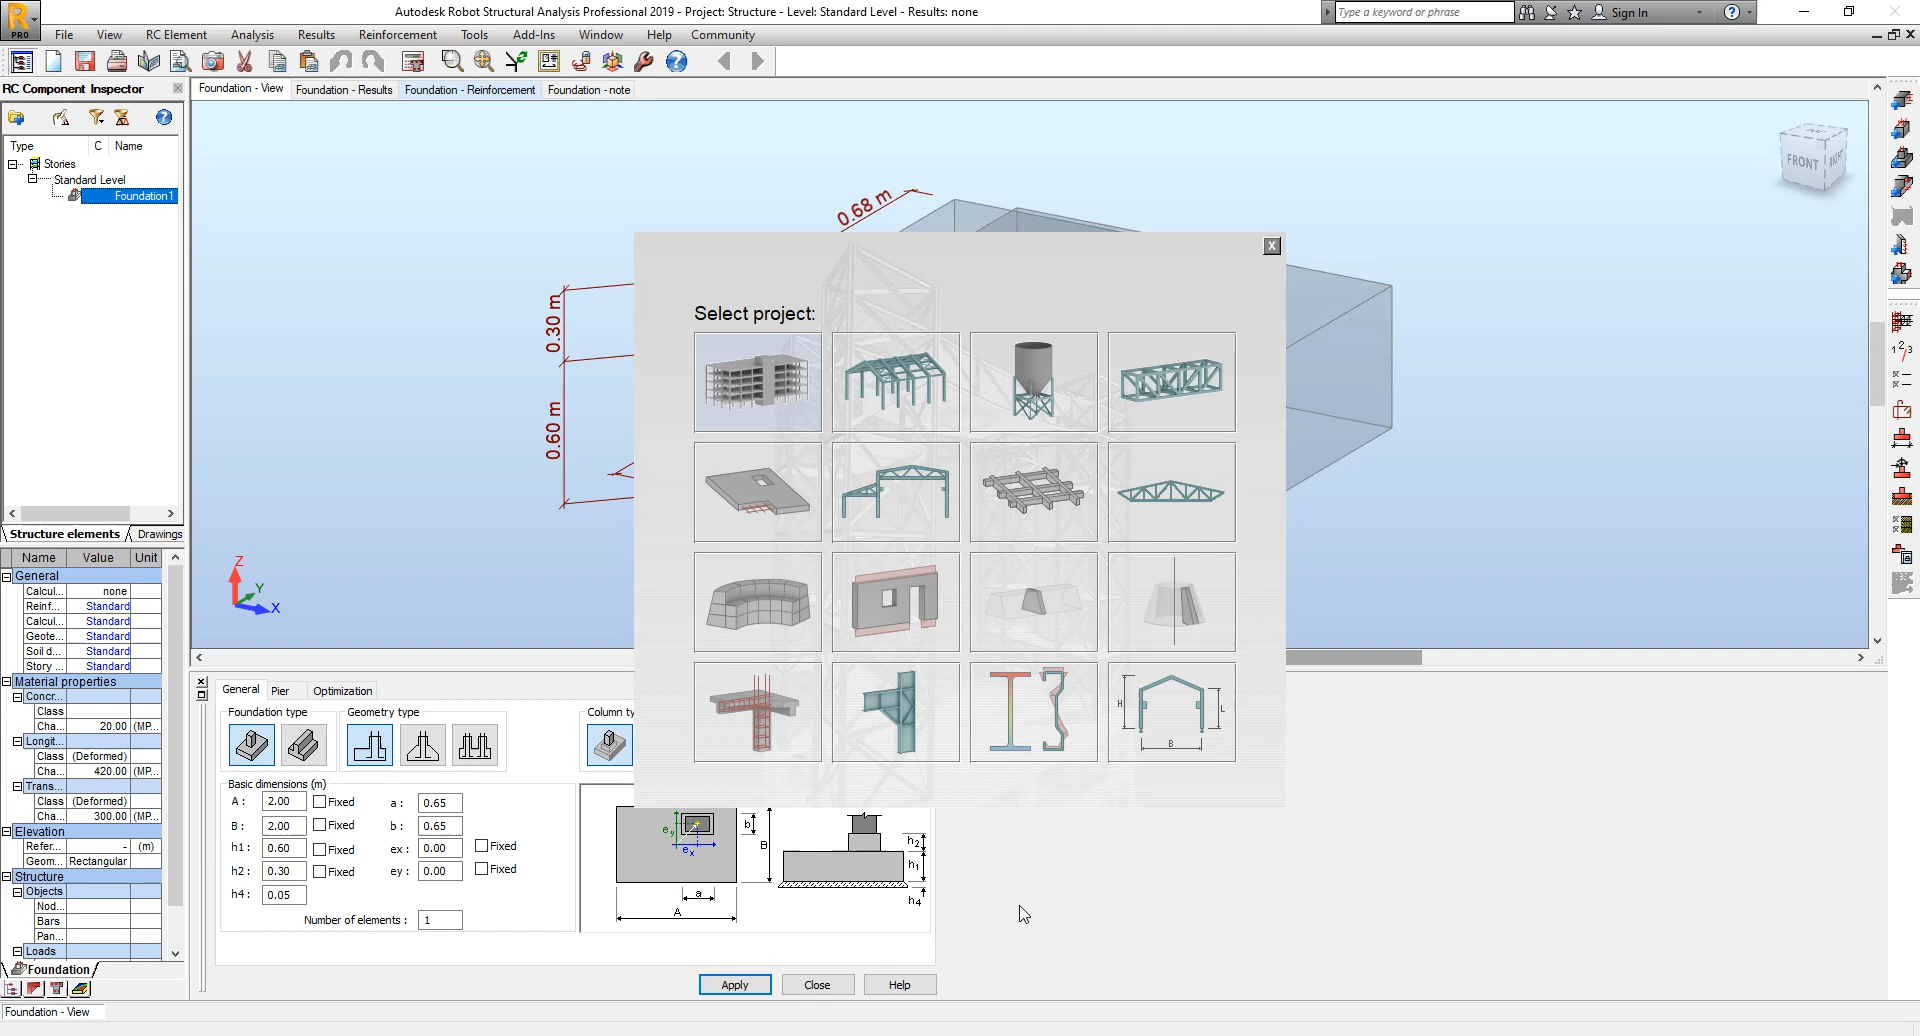 Autodesk Robot Structural Analysis Professional 2019 - Project: Structure - Level: Standard Level - Results: none
Type a keyword or phrase
Sign In
PRO
File View RC Element Analysis Results Reinforcement Tools Add-Ins Window Help Community
RC Component Inspector
Foundation - View Foundation - Results Foundation - Reinforcement Foundation - note
Type C Name
Stories
Standard Level
Foundation1
Structure elements Drawings
0.68 m
0.30 m
0.60 m
FRONT RIGHT
Z
Y
X
Select project:
X
H
L
B
Name Value Unit
General
Calcul... none
Reinf... Standard
Calcul... Standard
Geote... Standard
Soil d... Standard
Story ... Standard
Material properties
Concr...
Class
Cha... 20.00 (MP...
Longit...
Class (Deformed)
Cha... 420.00 (MP...
Trans...
Class (Deformed)
Cha... 300.00 (MP...
Elevation
Refer... - (m)
Geom... Rectangular
Structure
Objects
Nod...
Bars
Pan...
Loads
Foundation
General Pier Optimization
Foundation type Geometry type Column ty
Basic dimensions (m)
A: 2.00 Fixed a: 0.65
B: 2.00 Fixed b: 0.65
h1: 0.60 Fixed ex: 0.00 Fixed
h2: 0.30 Fixed ey: 0.00 Fixed
h4: 0.05
Number of elements: 1
ey
ex
b
B
a
A
h2
h1
h4
Apply Close Help
Foundation - View